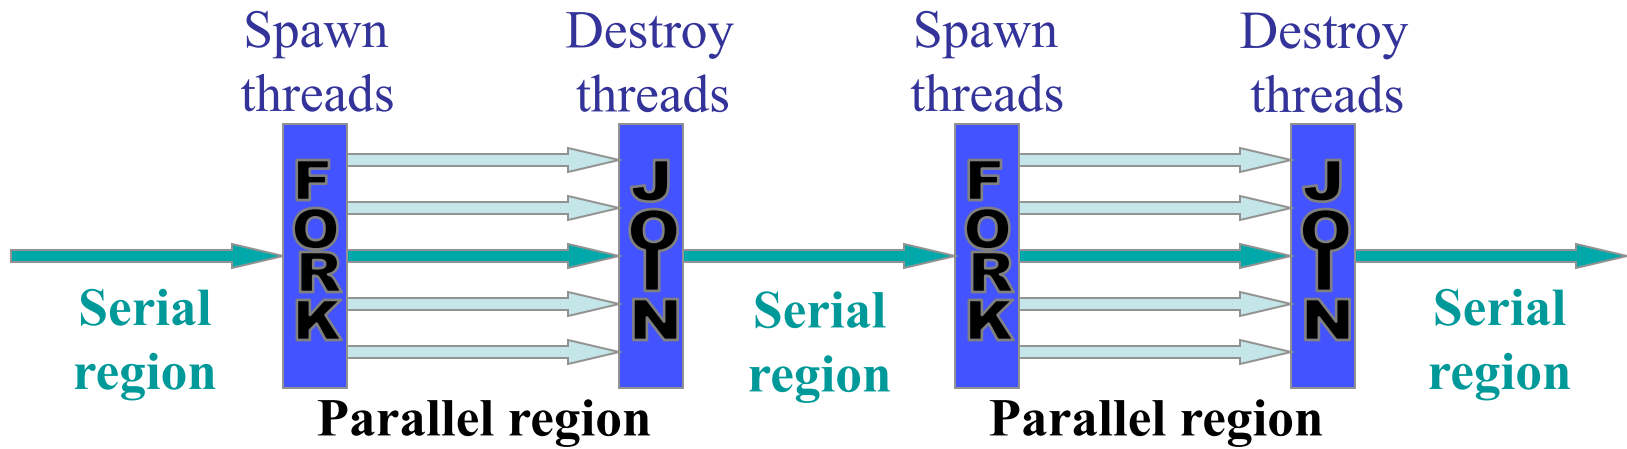 Spawn
threads
Destroy
threads
Spawn
threads
Destroy
threads
FORK
JOIN
FORK
JOIN
Serial
region
Serial
region
Serial
region
Parallel region
Parallel region